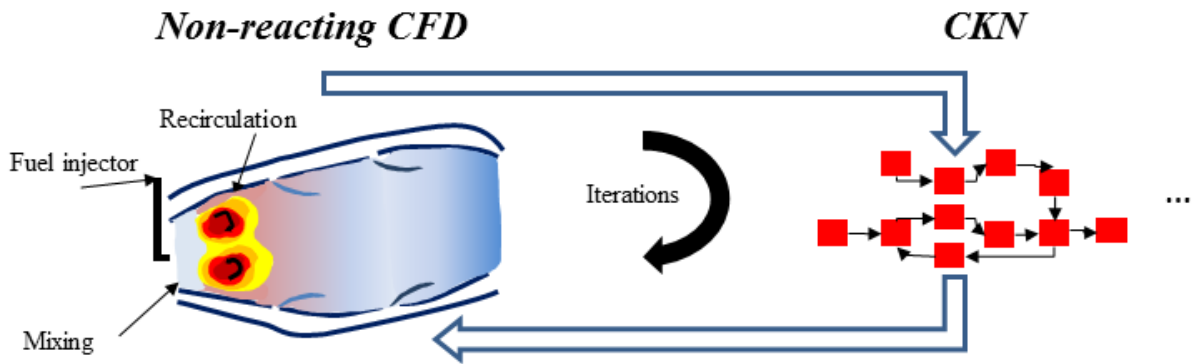 Non-reacting CFD
CKN
Recirculation
Fuel injector
Iterations
...
Mixing